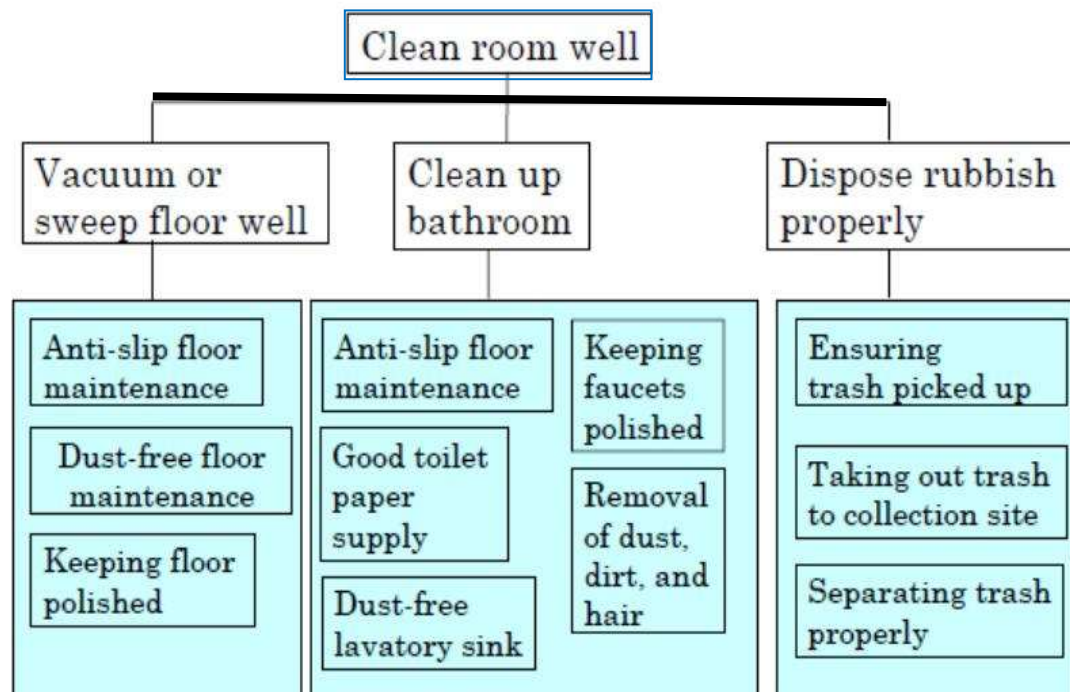 Clean room well
Vacuum or
sweep floor well
Clean up
bathroom
Dispose rubbish
properly
Anti-slip floor
maintenance
Dust-free floor
maintenance
Keeping floor
polished
Anti-slip floor
maintenance
Good toilet
paper
supply
Dust-free
lavatory sink
Keeping
faucets
polished
Removal
of dust,
dirt, and
hair
Ensuring
trash picked up
Taking out trash
to collection site
Separating trash
properly